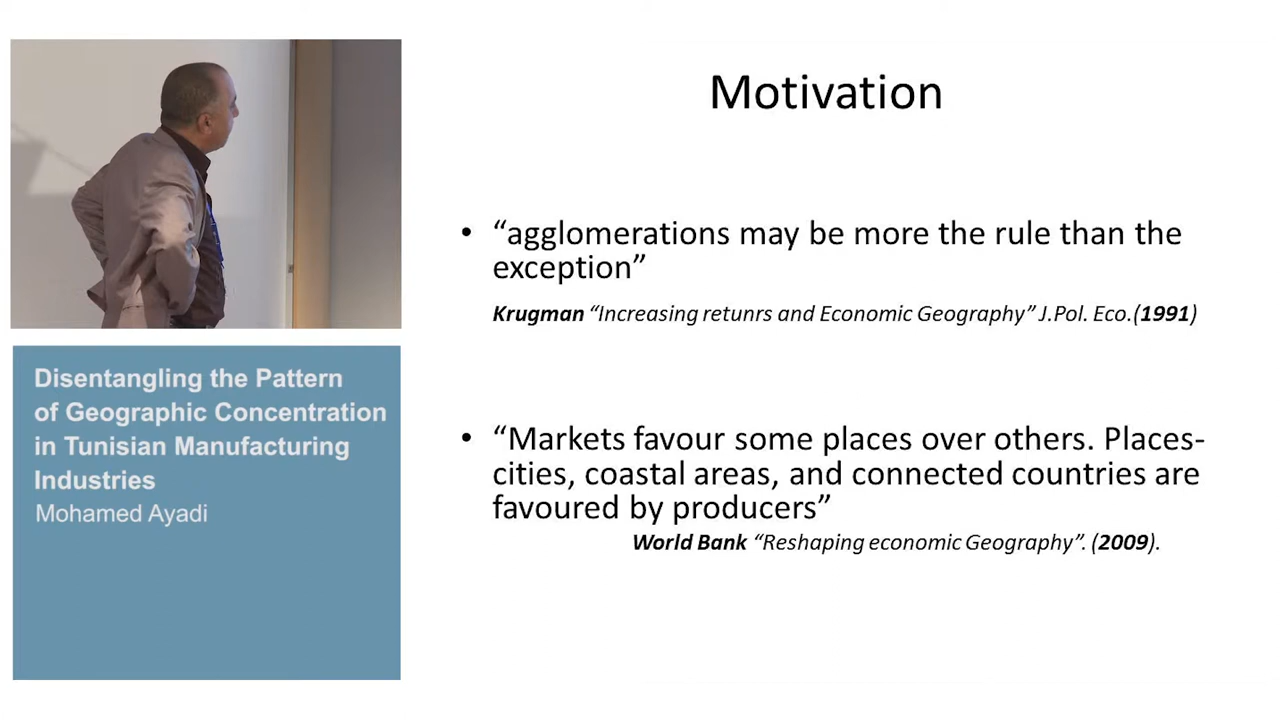 Motivation
• “agglomerations may be more the rule than the
exception”
Krugman “Increasing retunrs and Economic Geography” J.Pol. Eco.(1991)
• “Markets favour some places over others. Places-
cities, coastal areas, and connected countries are
favoured by producers”
World Bank “Reshaping economic Geography”. (2009).
Disentangling the Pattern
of Geographic Concentration
in Tunisian Manufacturing
Industries
Mohamed Ayadi